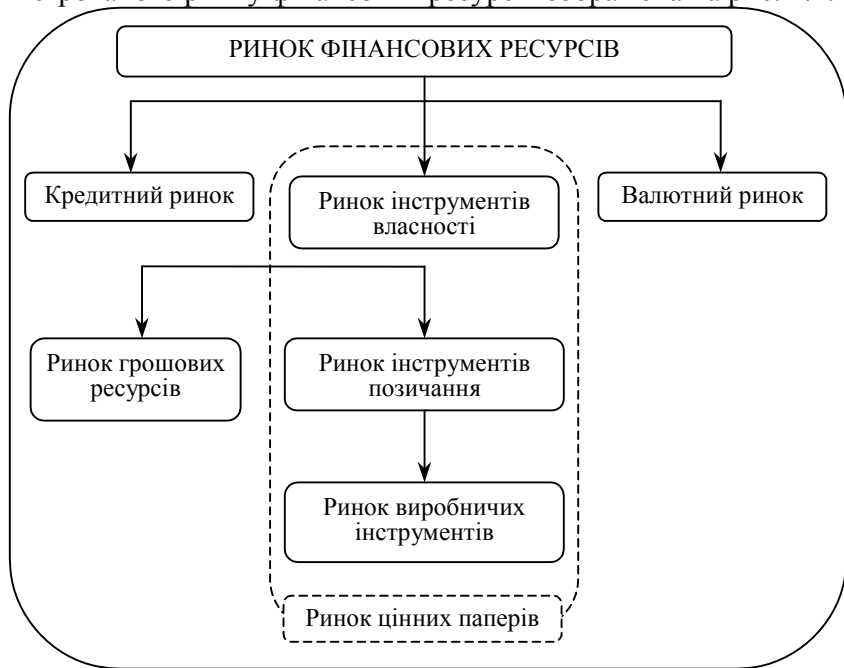 РИНОК ФІНАНСОВИХ РЕСУРСІВ
Кредитний ринок
Ринок інструментів
власності
Валютний ринок
Ринок грошових
ресурсів
Ринок інструментів
позичання
Ринок виробничих
інструментів
Ринок цінних паперів